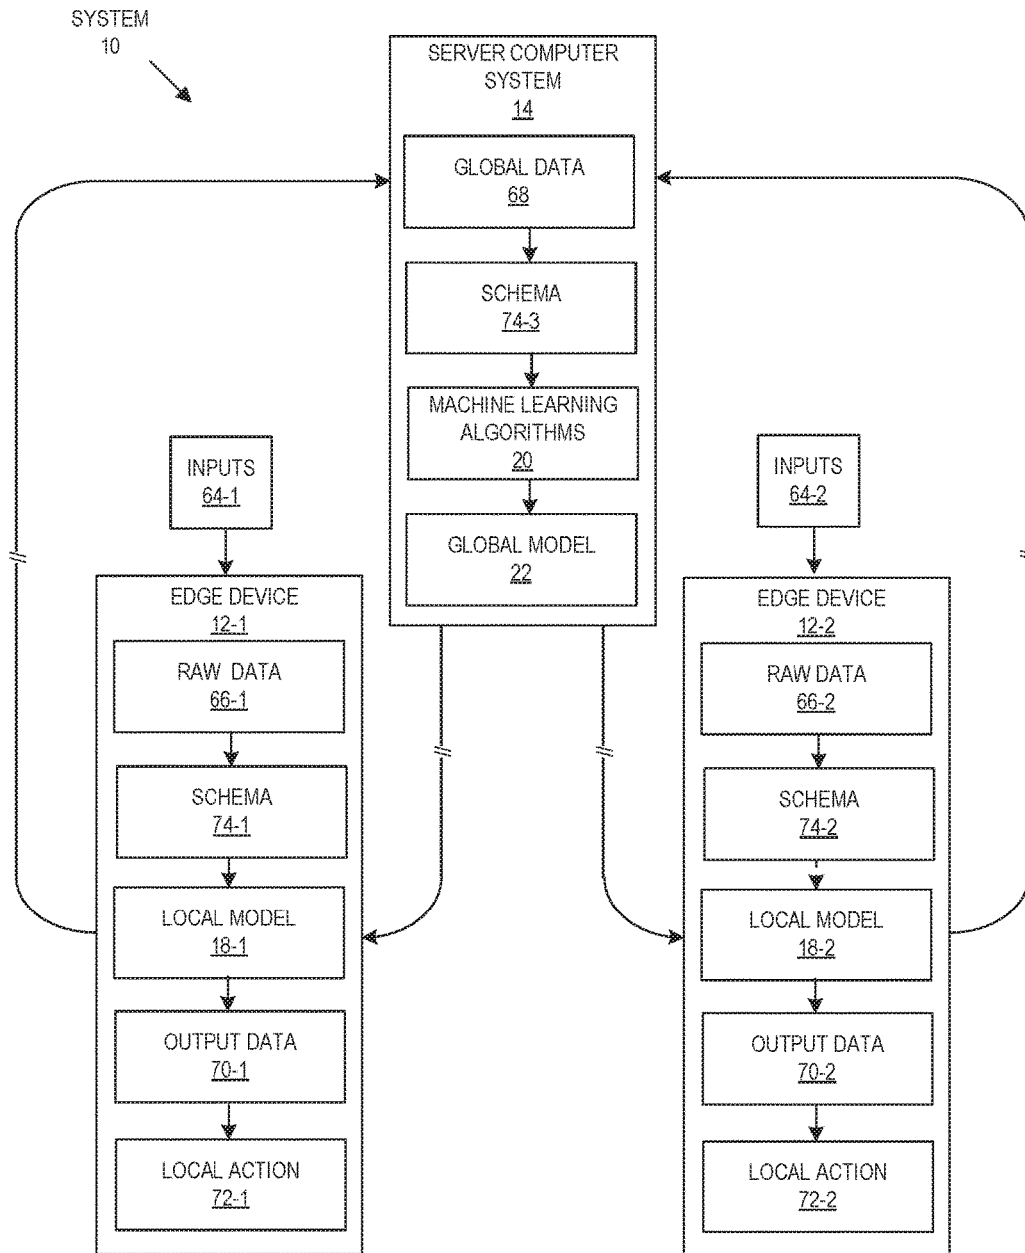 SYSTEM
10
SERVER COMPUTER
SYSTEM
14
GLOBAL DATA
68
SCHEMA
74-3
MACHINE LEARNING
ALGORITHMS
20
GLOBAL MODEL
22
INPUTS
64-1
EDGE DEVICE
12-1
RAW DATA
66-1
SCHEMA
74-1
LOCAL MODEL
18-1
OUTPUT DATA
70-1
LOCAL ACTION
72-1
INPUTS
64-2
EDGE DEVICE
12-2
RAW DATA
66-2
SCHEMA
74-2
LOCAL MODEL
18-2
OUTPUT DATA
70-2
LOCAL ACTION
72-2